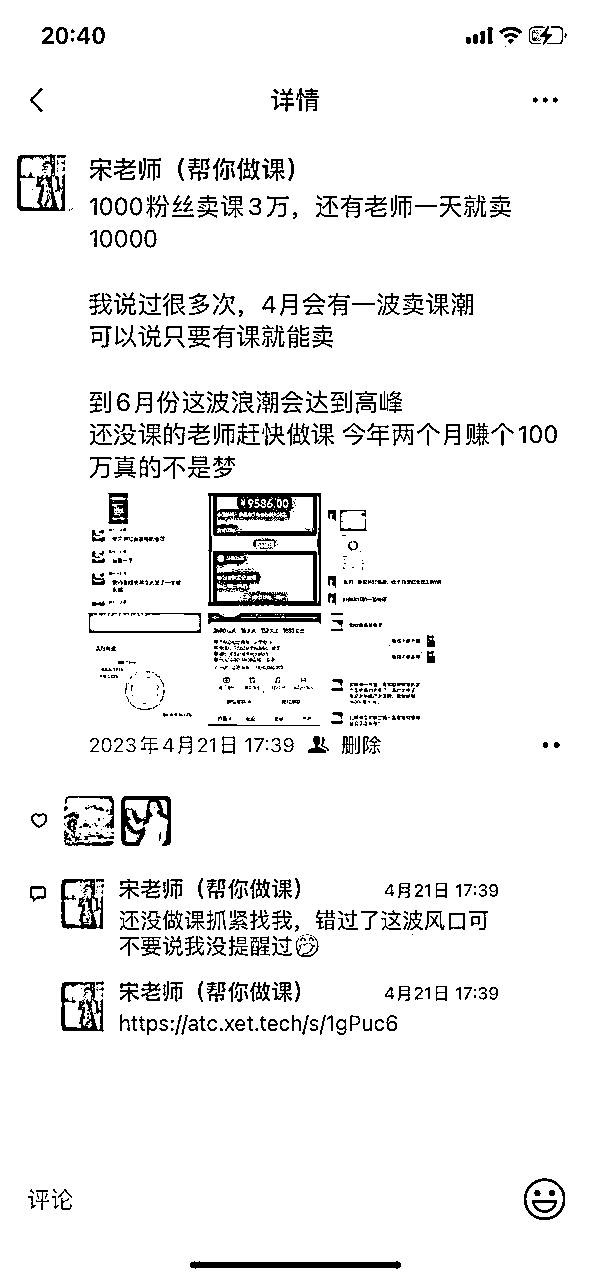 20:40
详情
宋老师（帮你做课）
1000粉丝卖课3万，还有老师一天就卖
10000
我说过很多次，4月会有一波卖课潮
可以说只要有课就能卖
到6月份这波浪潮会达到高峰
还没课的老师赶快做课 今年两个月赚个100
万真的不是梦
¥9586.00
2023年4月21日 17:39 删除
宋老师（帮你做课） 4月21日 17:39
还没做课抓紧找我，错过了这波风口可
不要说我没提醒过
宋老师（帮你做课） 4月21日 17:39
https://atc.xet.tech/s/1gPuc6
评论